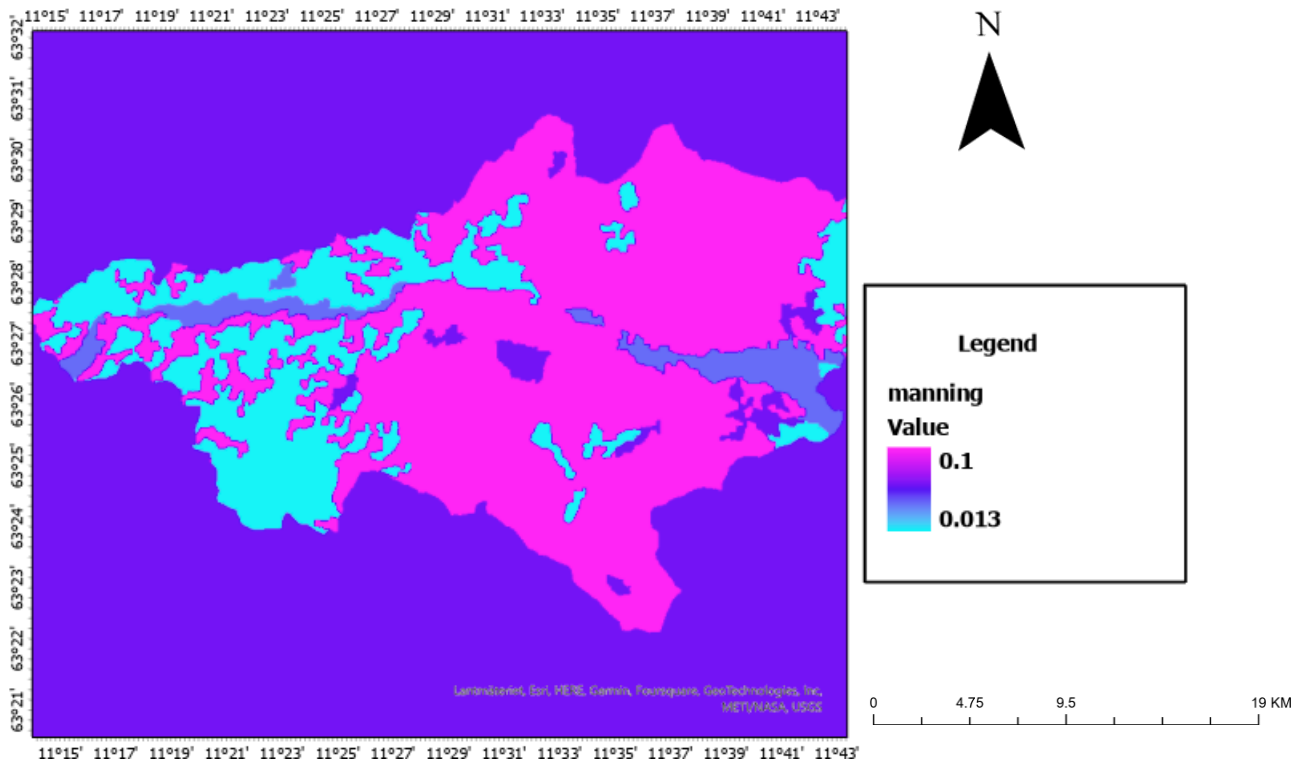 11°15' 11°17' 11°19' 11°21' 11°23' 11°25' 11°27' 11°29' 11°31' 11°33' 11°35' 11°37' 11°39' 11°41' 11°43'
N
63°32'
63°31'
63°30'
63°29'
63°28'
63°27'
63°26'
63°25'
63°24'
63°23'
63°22'
63°21'
Legend
manning
Value
0.1
0.013
Lantmäteriet, Esri, HERE, Garmin, Foursquare, GeoTechnologies, Inc,
METI/NASA, USGS
0 4.75 9.5 19 KM
11°15' 11°17' 11°19' 11°21' 11°23' 11°25' 11°27' 11°29' 11°31' 11°33' 11°35' 11°37' 11°39' 11°41' 11°43'